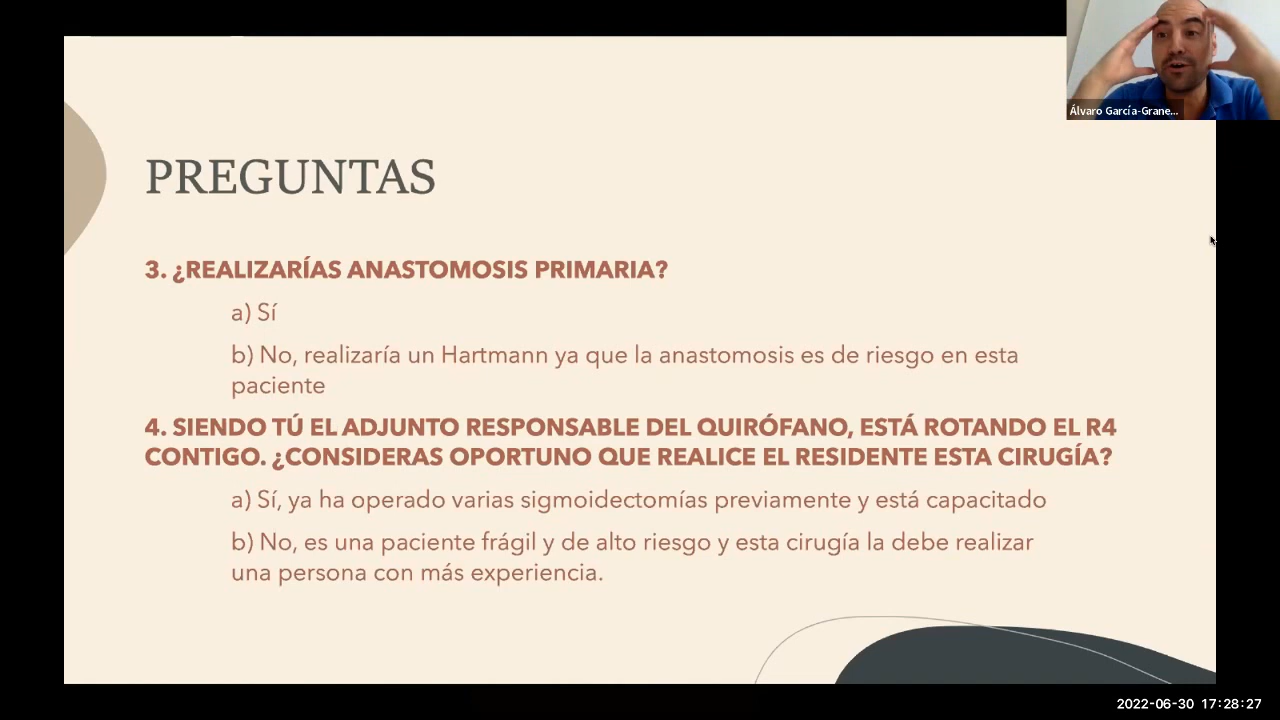 Álvaro García-Grane...
PREGUNTAS
3. ¿REALIZARÍAS ANASTOMOSIS PRIMARIA?
a) Sí
b) No, realizaría un Hartmann ya que la anastomosis es de riesgo en esta
paciente
4. SIENDO TÚ EL ADJUNTO RESPONSABLE DEL QUIRÓFANO, ESTÁ ROTANDO EL R4
CONTIGO. ¿CONSIDERAS OPORTUNO QUE REALICE EL RESIDENTE ESTA CIRUGÍA?
a) Sí, ya ha operado varias sigmoidectomías previamente y está capacitado
b) No, es una paciente frágil y de alto riesgo y esta cirugía la debe realizar
una persona con más experiencia.
2022-06-30 17:28:27